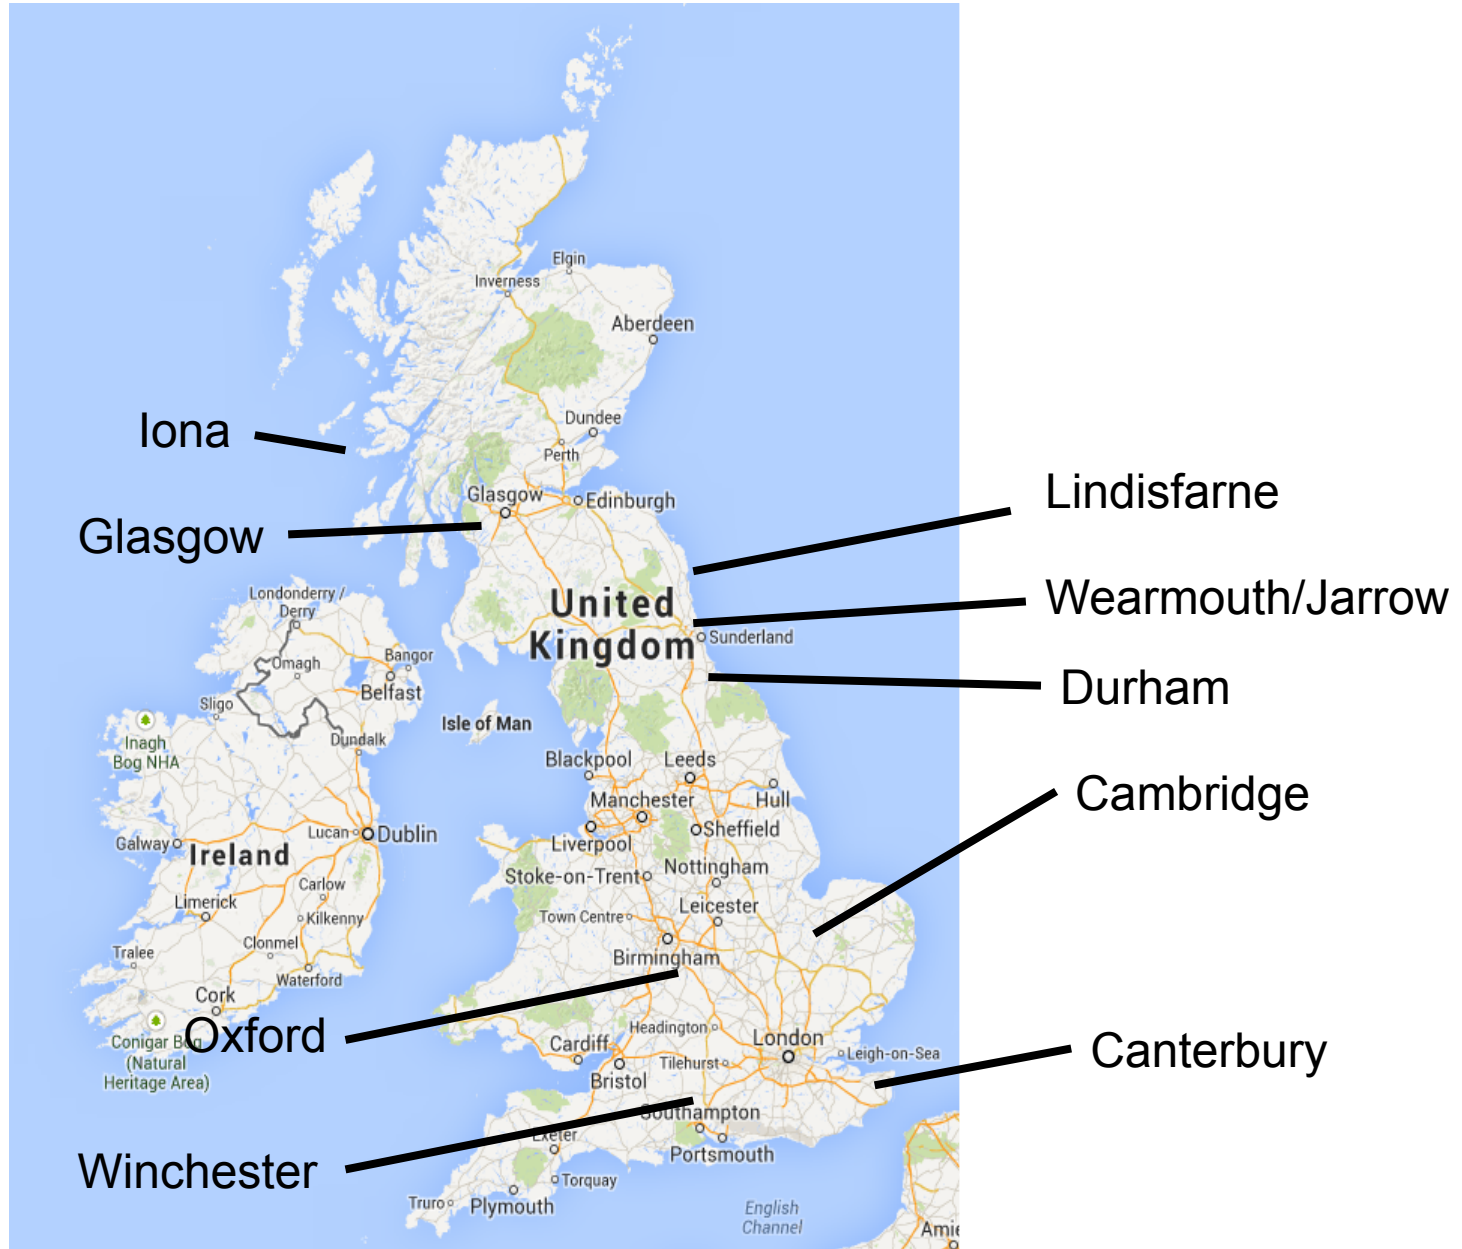 Elgin
Inverness
Aberdeen
Iona
Dundee
Perth
Glasgow
Edinburgh
Lindisfarne
Glasgow
Londonderry /
Derry
United
Kingdom
Wearmouth/Jarrow
Sunderland
Omagh
Bangor
Belfast
Durham
Sligo
Isle of Man
Inagh
Bog NHA
Dundalk
Blackpool
Leeds
Cambridge
Manchester
Hull
Lucan
Dublin
Sheffield
Galway
Ireland
Liverpool
Nottingham
Stoke-on-Trent
Carlow
Limerick
Leicester
Kilkenny
Town Centre
Clonmel
Tralee
Birmingham
Waterford
Cork
Oxford
Headington
London
Conigar Bog
(Natural
Heritage Area)
Cardiff
Tilehurst
Leigh-on-Sea
Canterbury
Bristol
Southampton
Exeter
Portsmouth
Winchester
Torquay
Truro
Plymouth
English
Channel
Amie